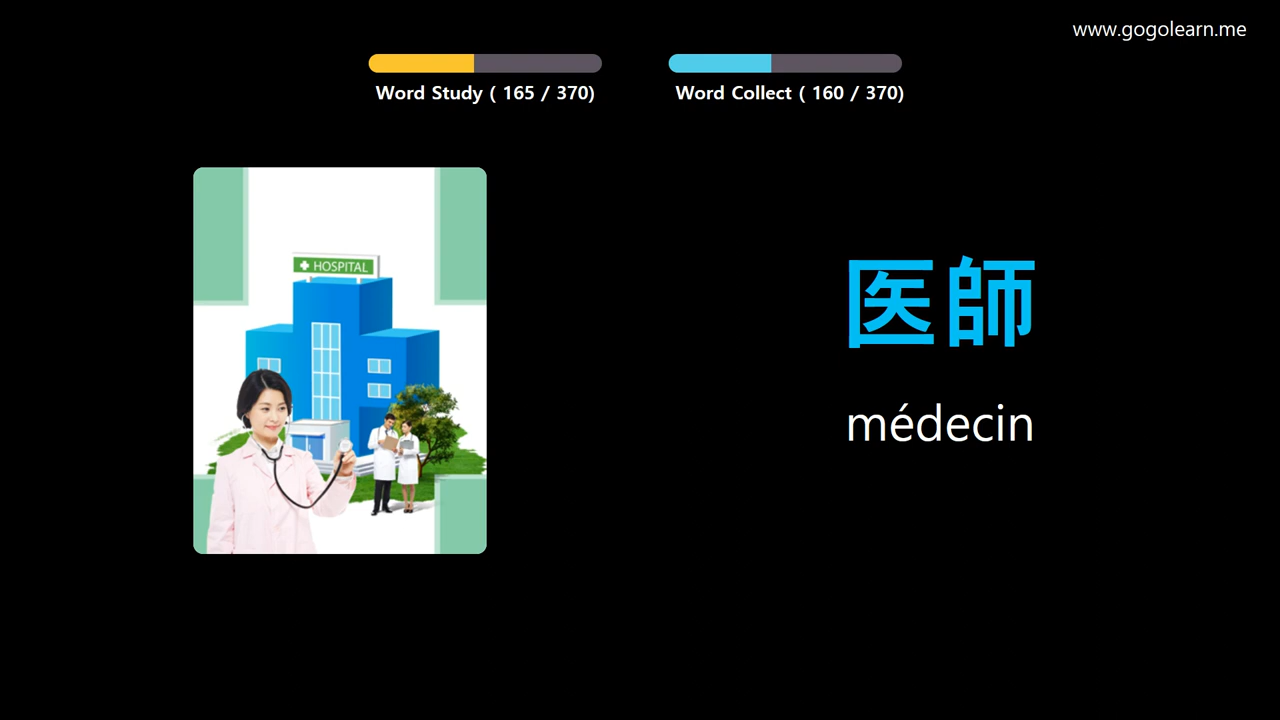 www.gogolearn.me
Word Study ( 165 / 370)
Word Collect ( 160 / 370)
HOSPITAL
医師
médecin